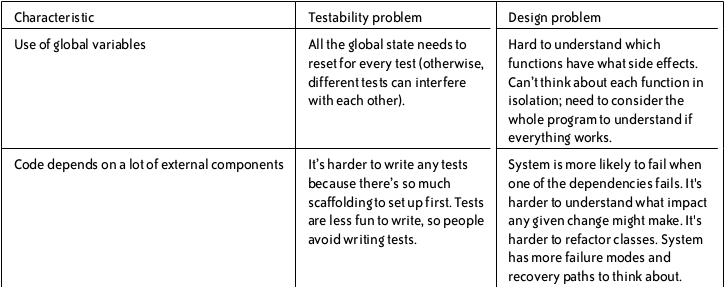 Characteristic
Testability problem
Design problem
Use of global variables
All the global state needs to
reset for every test (otherwise,
different tests can interfere
with each other).
Hard to understand which
functions have what side effects.
Can't think about each function in
isolation; need to consider the
whole program to understand if
everything works.
Code depends on a lot of external components
It's harder to write any tests
because there's so much
scaffolding to set up first. Tests
are less fun to write, so people
avoid writing tests.
System is more likely to fail when
one of the dependencies fails. It's
harder to understand what impact
any given change might make. It's
harder to refactor classes. System
has more failure modes and
recovery paths to think about.